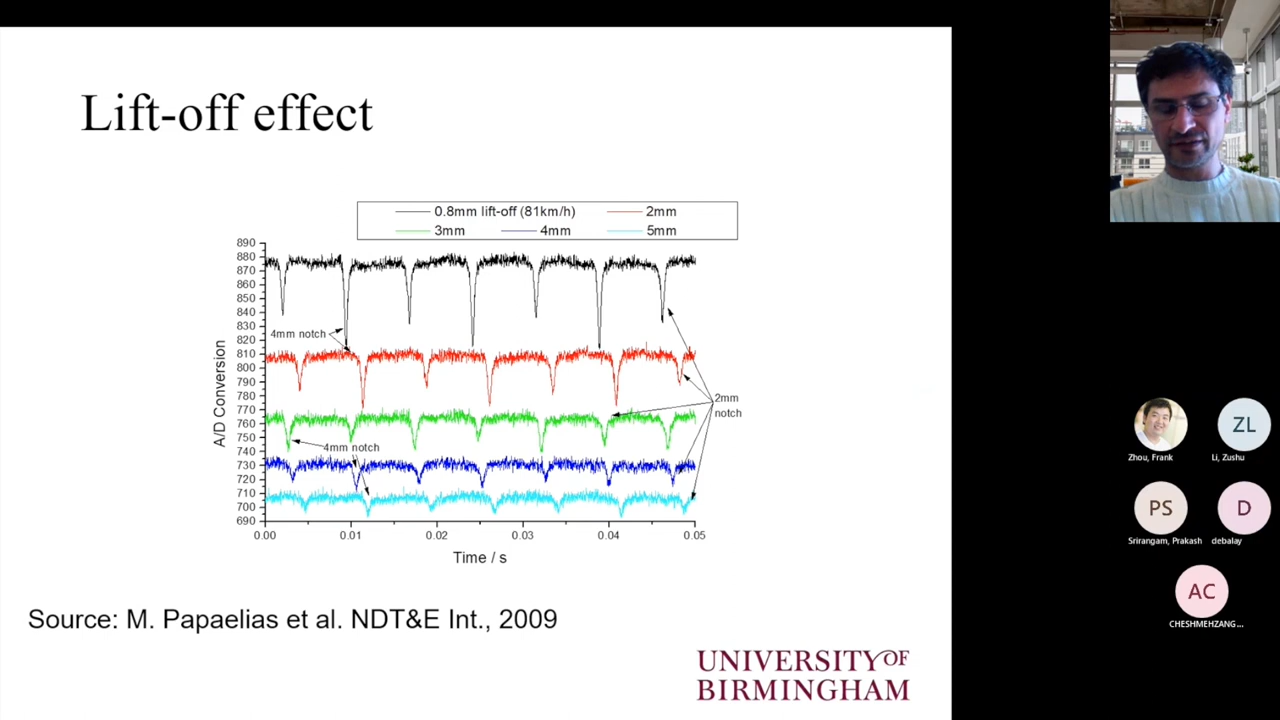 Lift-off effect
0.8mm lift-off (81km/h) 2mm
3mm 4mm 5mm
890
880
870
860
850
840
830
820
810
800
790
780
770
760
750
740
730
720
710
700
690
A/D Conversion
4mm notch
4mm notch
2mm
notch
0.00 0.01 0.02 0.03 0.04 0.05
Time / s
Source: M. Papaelias et al. NDT&E Int., 2009
UNIVERSITY OF
BIRMINGHAM
ZL
Zhou, Frank Li, Zushu
PS D
Srirangam, Prakash debalay
AC
CHESHMEHZANG...